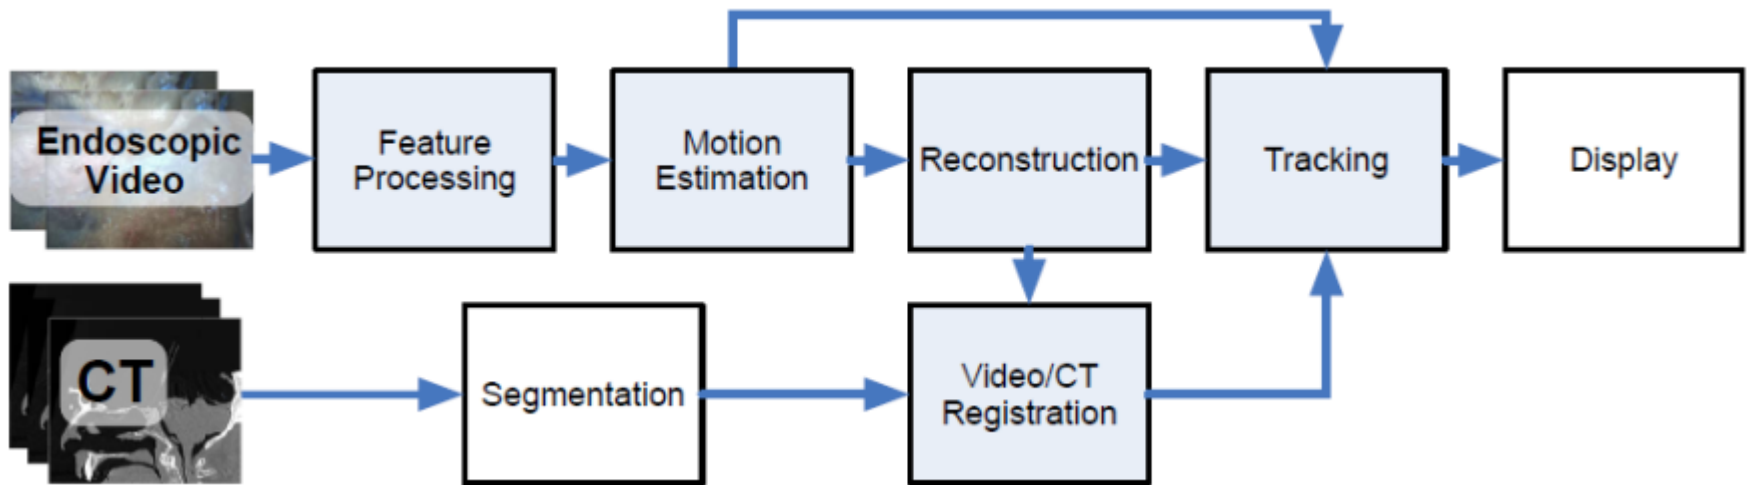 Endoscopic
Video
Feature
Processing
Motion
Estimation
Reconstruction
Tracking
Display
CT
Segmentation
Video/CT
Registration